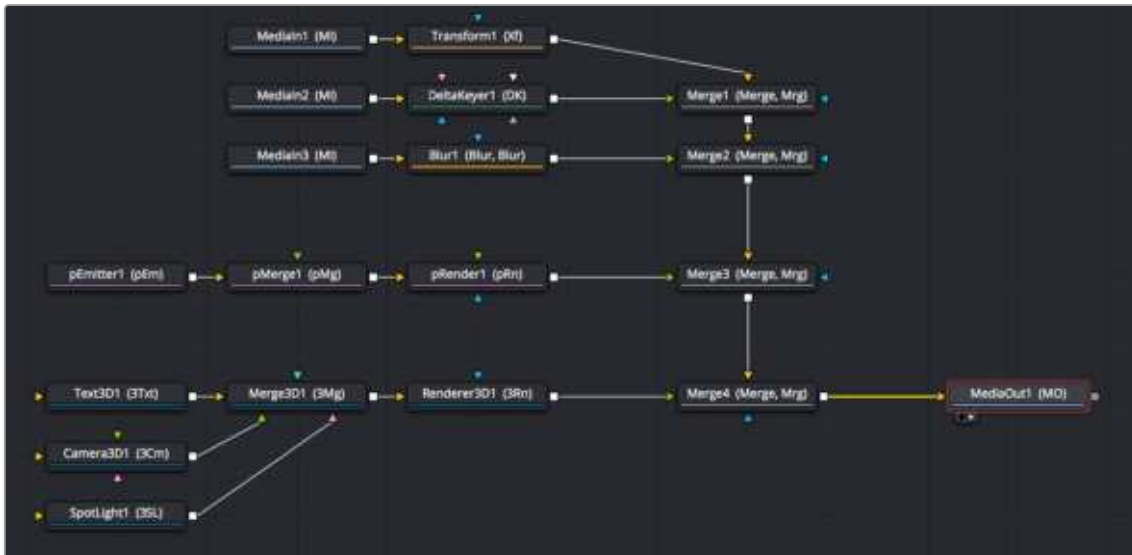 MediaIn1 (MI)
Transform1 (Xf)
MediaIn2 (MI)
DeltaKeyer1 (DK)
Merge1 (Merge, Mrg)
MediaIn3 (MI)
Blur1 (Blur, Blur)
Merge2 (Merge, Mrg)
pEmitter1 (pEm)
pMerge1 (pMg)
pRender1 (pRn)
Merge3 (Merge, Mrg)
Text3D1 (3Txt)
Merge3D1 (3Mg)
Renderer3D1 (3Rn)
Merge4 (Merge, Mrg)
MediaOut1 (MO)
Camera3D1 (3Cm)
SpotLight1 (3SL)